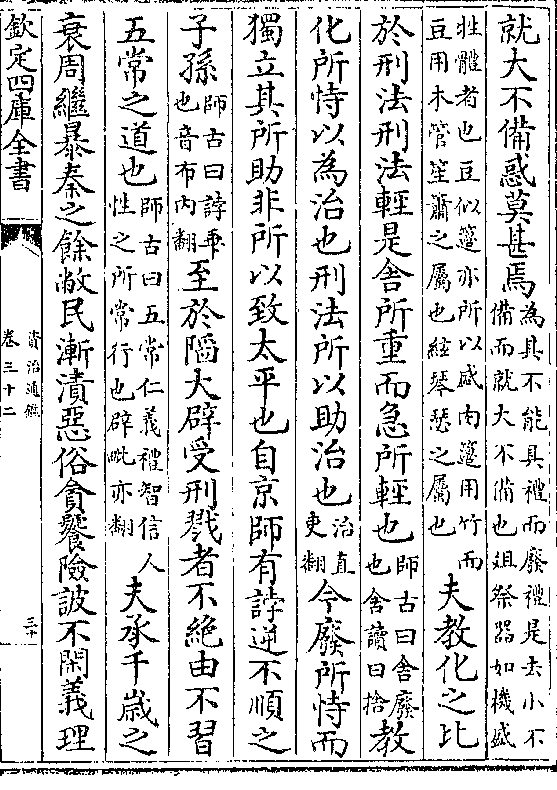 就大不備惑莫甚焉為其不能具禮而廢禮是去小不備而就大不備也俎祭器如機盛
牲體者也豆似籩亦所以盛肉籩用竹而豆用木管笙簫之屬也絃琴瑟之屬也夫教化之比
於刑法刑法輕是舍所重而急所輕也師古曰舍廢也舍讀曰捨教
化所恃以為治也刑法所以助治也治直吏翻今廢所恃而
獨立其所助非所以致太平也自京師有誖逆不順之
子孫師古曰誖乖也音布内翻至於陷大辟受刑戮者不絕由不習
五常之道也師古曰五常仁義禮智信人性之所常行也辟毗亦翻夫承千歲之
衰周繼暴秦之餘敝民漸漬惡俗貪饕險詖不閑義理
欽定四庫全書
資治通鑑
卷三十二
三十